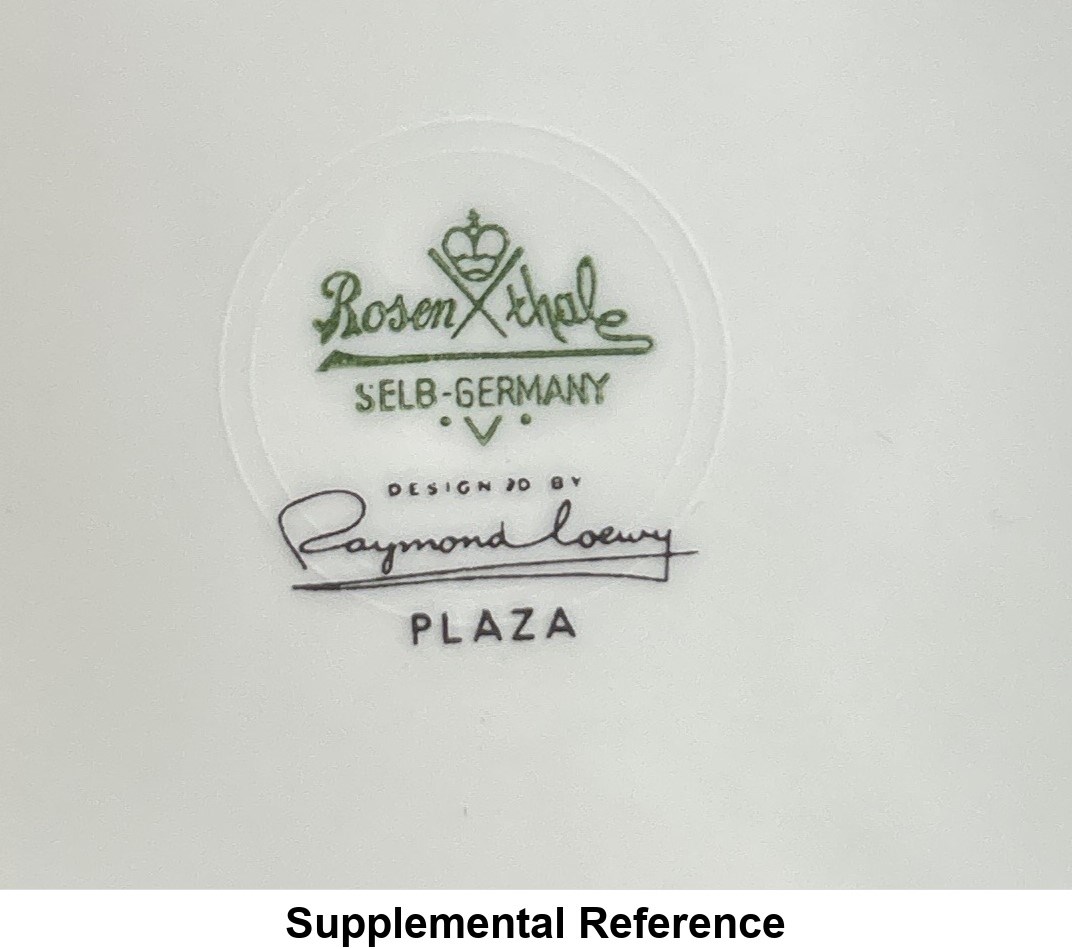 Rosenthal
SELB-GERMANY
V
DESIGNED BY
Raymond Loewy
PLAZA
Supplemental Reference